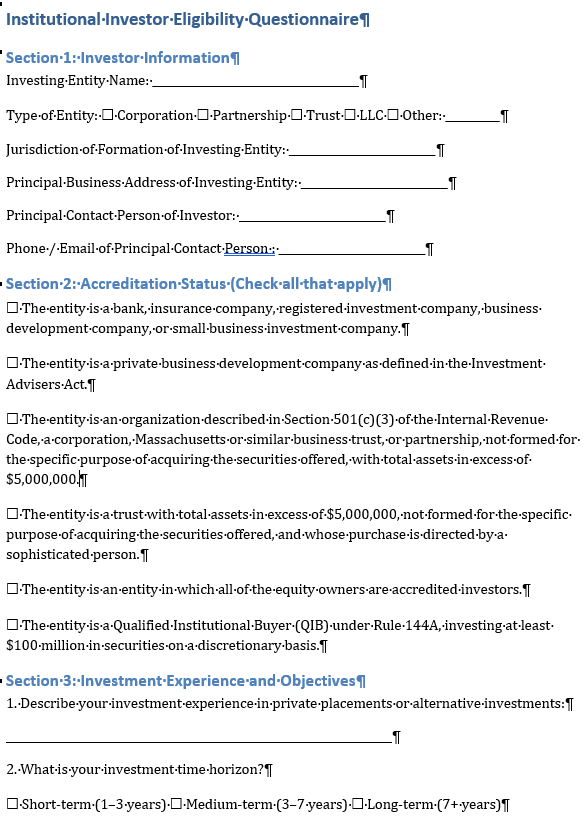 Institutional·Investor·Eligibility·Questionnaire¶
Section·1:·Investor·Information¶
Investing·Entity·Name:·______________________________¶
Type·of·Entity:·☐·Corporation·☐·Partnership·☐·Trust·☐·LLC·☐·Other:·________¶
Jurisdiction·of·Formation·of·Investing·Entity:·_____________________¶
Principal·Business·Address·of·Investing·Entity:·_____________________¶
Principal·Contact·Person·of·Investor:·_____________________¶
Phone·/·Email·of·Principal·Contact·Person·:·_____________________¶
Section·2:·Accreditation·Status·(Check·all·that·apply)¶
☐·The·entity·is·a·bank,·insurance·company,·registered·investment·company,·business·
development·company,·or·small·business·investment·company.¶
☐·The·entity·is·a·private·business·development·company·as·defined·in·the·Investment·
Advisers·Act.¶
☐·The·entity·is·an·organization·described·in·Section·501(c)(3)·of·the·Internal·Revenue·
Code,·a·corporation,·Massachusetts·or·similar·business·trust,·or·partnership,·not·formed·for·
the·specific·purpose·of·acquiring·the·securities·offered,·with·total·assets·in·excess·of·
$5,000,000.¶
☐·The·entity·is·a·trust·with·total·assets·in·excess·of·$5,000,000,·not·formed·for·the·specific·
purpose·of·acquiring·the·securities·offered,·and·whose·purchase·is·directed·by·a·
sophisticated·person.¶
☐·The·entity·is·an·entity·in·which·all·of·the·equity·owners·are·accredited·investors.¶
☐·The·entity·is·a·Qualified·Institutional·Buyer·(QIB)·under·Rule·144A,·investing·at·least·
$100·million·in·securities·on·a·discretionary·basis.¶
Section·3:·Investment·Experience·and·Objectives¶
1.·Describe·your·investment·experience·in·private·placements·or·alternative·investments:¶
________________________________________________________¶
2.·What·is·your·investment·time·horizon?¶
☐·Short-term·(1–3·years)·☐·Medium-term·(3–7·years)·☐·Long-term·(7+·years)¶